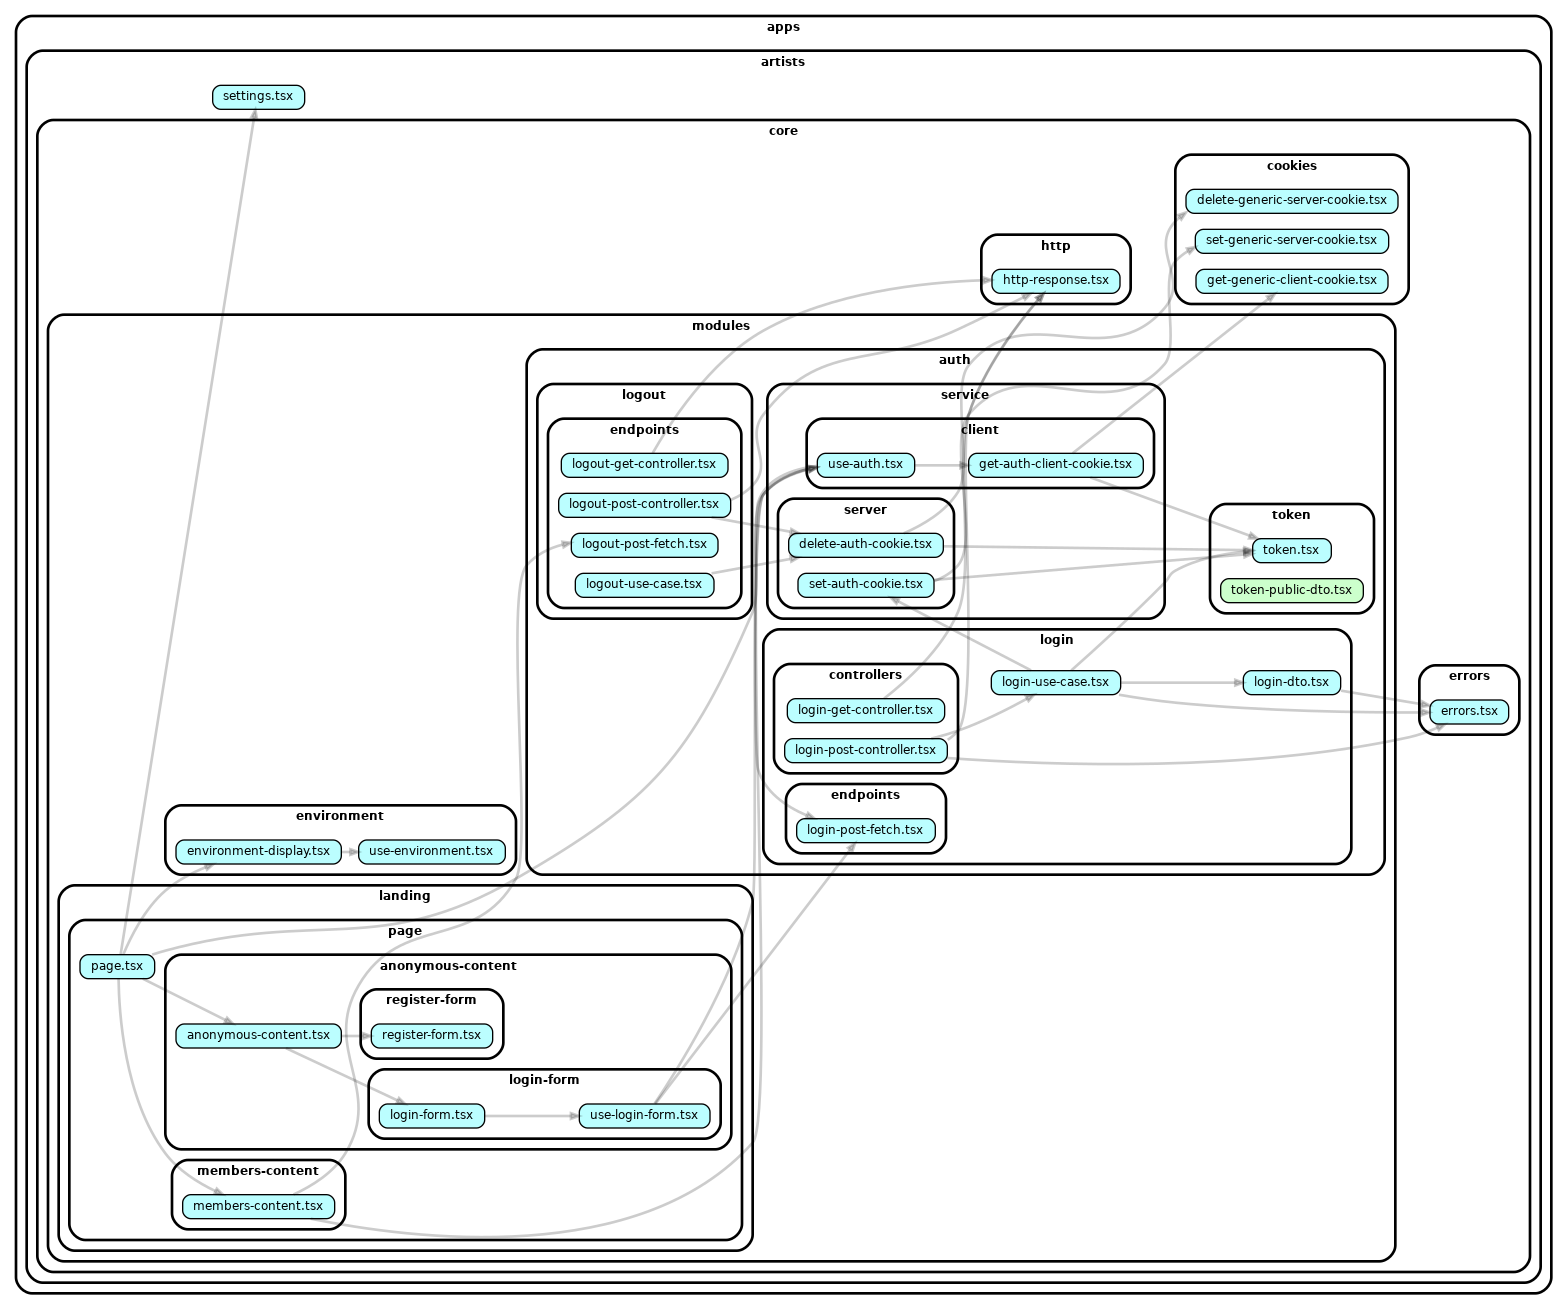 apps
artists
settings.tsx
core
cookies
delete-generic-server-cookie.tsx
set-generic-server-cookie.tsx
get-generic-client-cookie.tsx
http
http-response.tsx
modules
auth
logout
endpoints
logout-get-controller.tsx
logout-post-controller.tsx
logout-post-fetch.tsx
logout-use-case.tsx
service
client
use-auth.tsx
get-auth-client-cookie.tsx
server
delete-auth-cookie.tsx
set-auth-cookie.tsx
token
token.tsx
token-public-dto.tsx
login
controllers
login-get-controller.tsx
login-post-controller.tsx
login-use-case.tsx
login-dto.tsx
endpoints
login-post-fetch.tsx
errors
errors.tsx
environment
environment-display.tsx
use-environment.tsx
landing
page
page.tsx
anonymous-content
register-form
anonymous-content.tsx
register-form.tsx
login-form
login-form.tsx
use-login-form.tsx
members-content
members-content.tsx